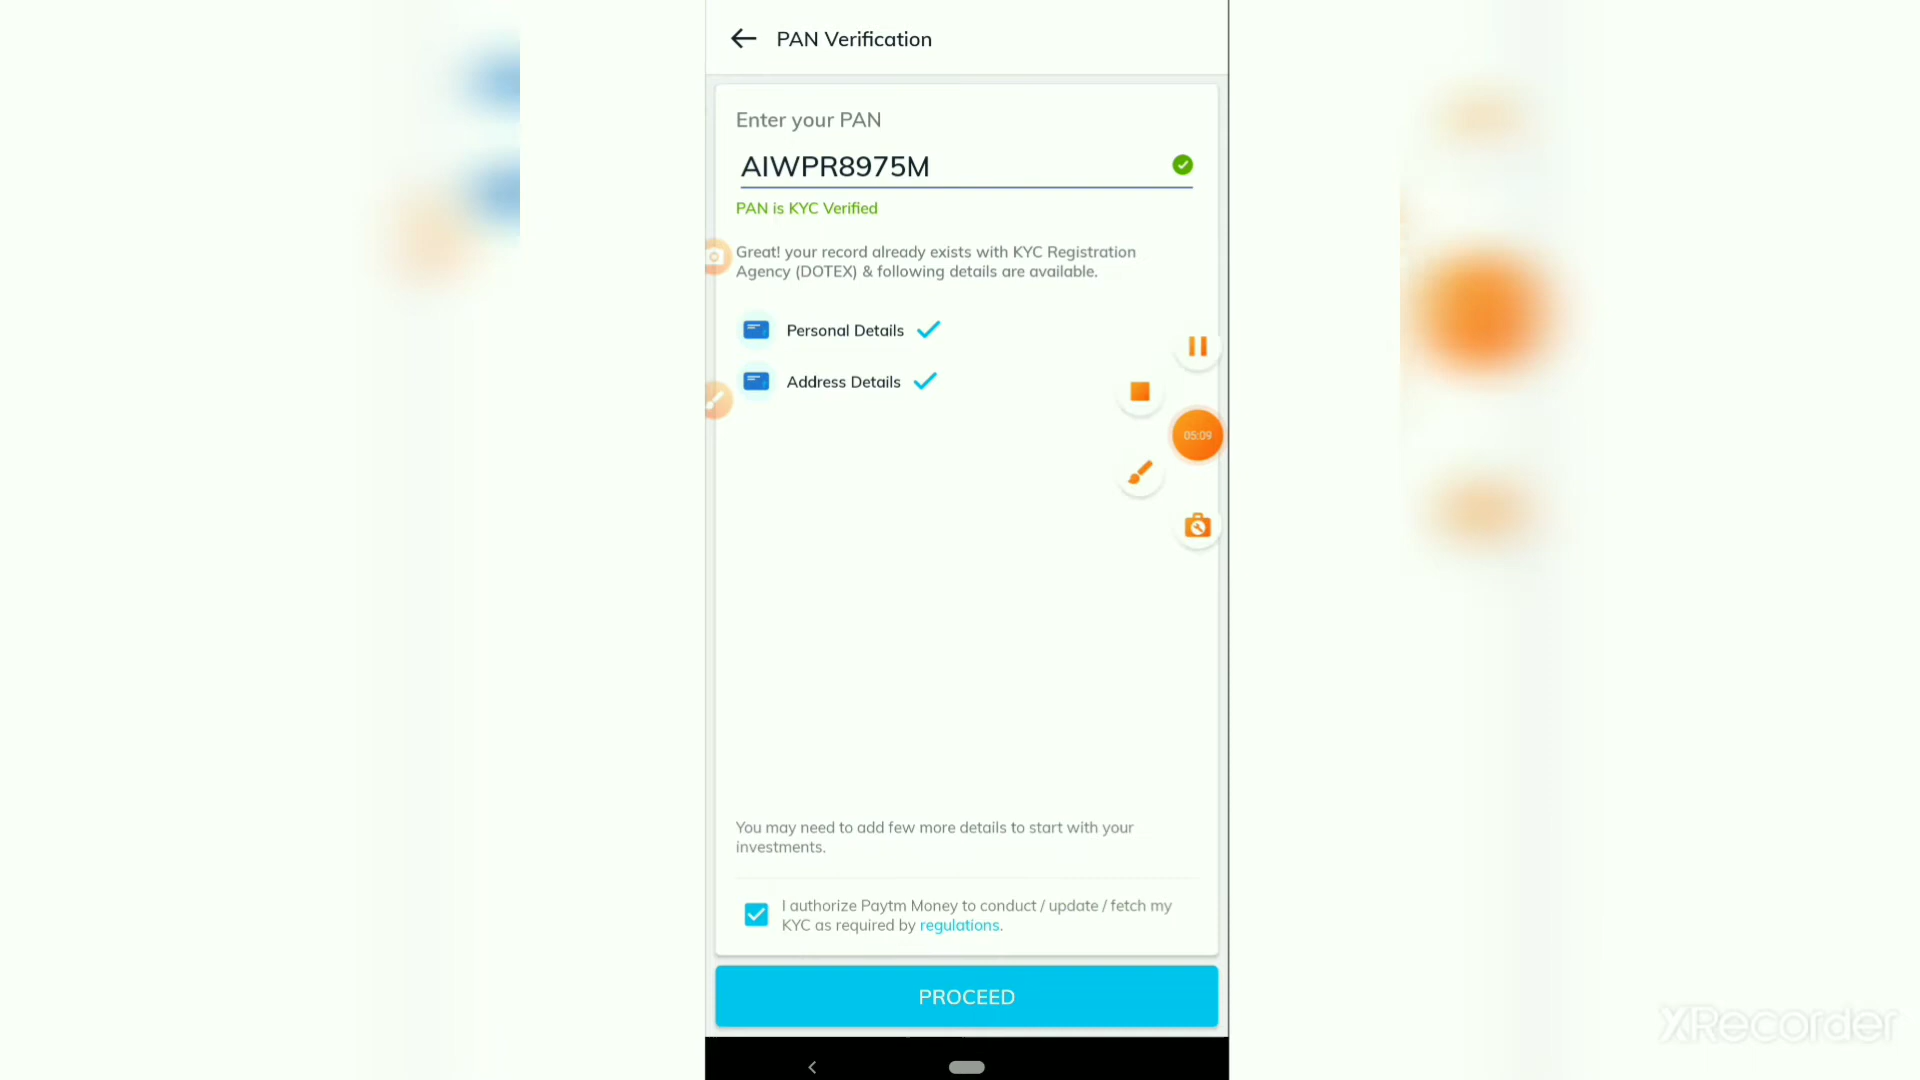 PAN Verification
Enter your PAN
AIWPR8975M
PAN is KYC Verified
Great! your record already exists with KYC Registration
Agency (DOTEX) & following details are available.
Personal Details
Address Details
05:09
You may need to add few more details to start with your
investments.
I authorize Paytm Money to conduct / update / fetch my
KYC as required by regulations.
PROCEED
XRecorder